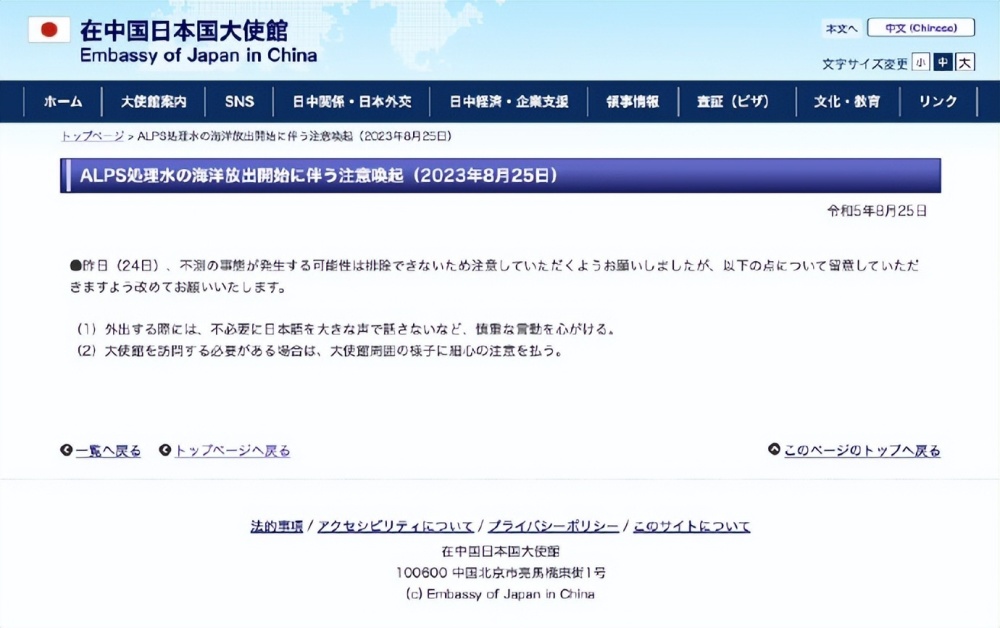 在中国日本国大使館
Embassy of Japan in China
本文へ
中文 (Chinese)
文字サイズ変更 小 中 大
ホーム 大使館案内 SNS 日中関係・日本外交 日中経済・企業支援 領事情報 査証（ビザ） 文化・教育 リンク
トップページ > ALPS処理水の海洋放出開始に伴う注意喚起（2023年8月25日）
ALPS処理水の海洋放出開始に伴う注意喚起（2023年8月25日）
令和5年8月25日
●昨日（24日）、不測の事態が発生する可能性は排除できないため注意していただくようお願いしましたが、以下の点について留意していただ
きますよう改めてお願いいたします。
（1）外出する際には、不必要に日本語を大きな声で話さないなど、慎重な言動を心がける。
（2）大使館を訪問する必要がある場合は、大使館周囲の様子に細心の注意を払う。
一覧へ戻る トップページへ戻る このページのトップへ戻る
法的事項 / アクセシビリティについて / プライバシーポリシー / このサイトについて
在中国日本国大使館
100600 中国北京市亮馬橋東街1号
(c) Embassy of Japan in China